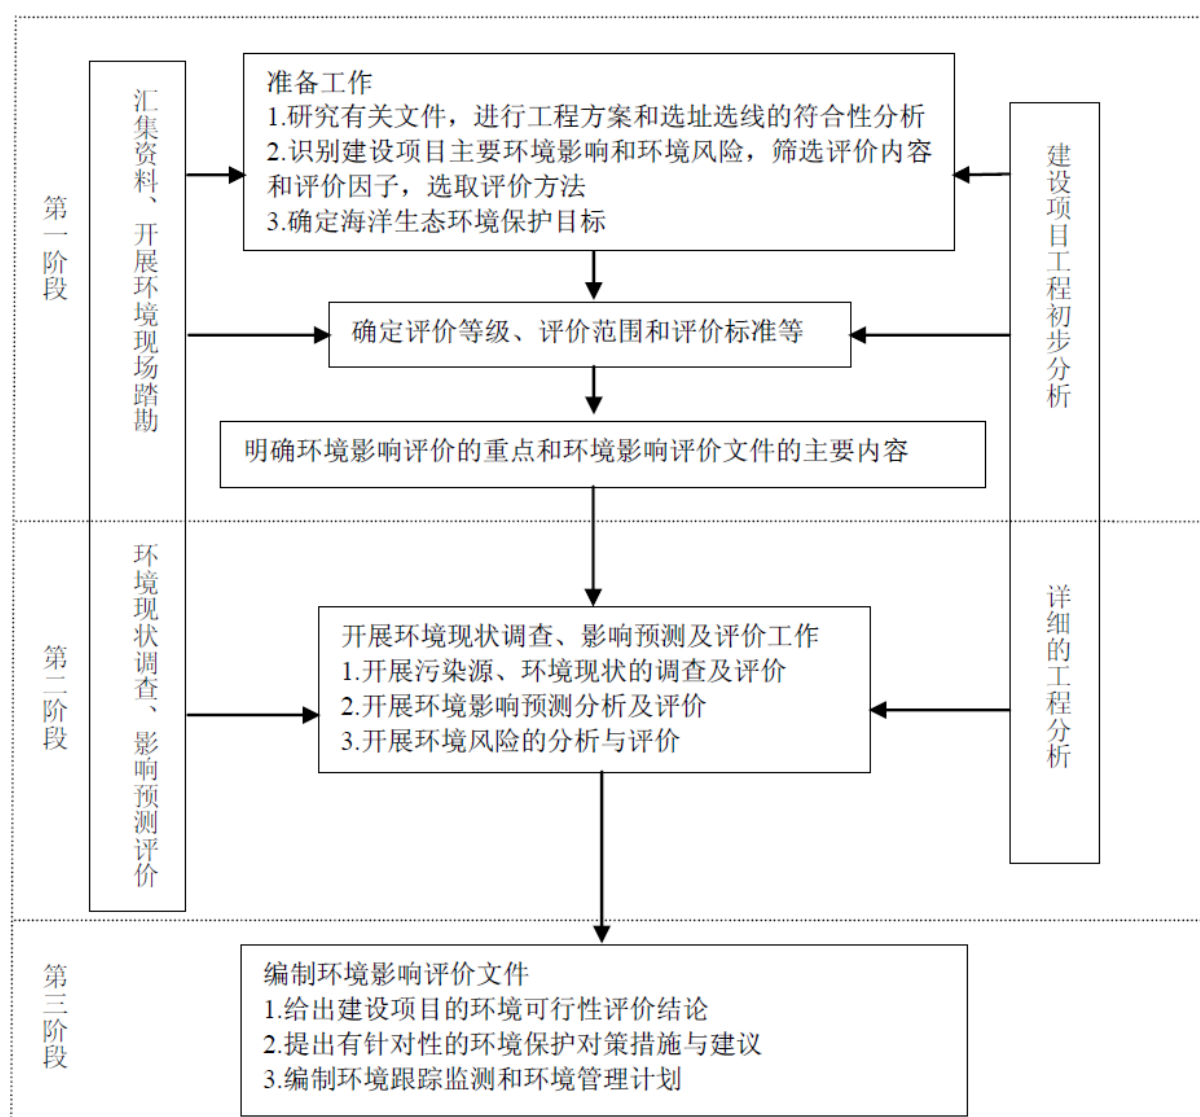 第一阶段
汇集资料、开展环境现场踏勘
准备工作
1.研究有关文件，进行工程方案和选址选线的符合性分析
2.识别建设项目主要环境影响和环境风险，筛选评价内容
和评价因子，选取评价方法
3.确定海洋生态环境保护目标
确定评价等级、评价范围和评价标准等
明确环境影响评价的重点和环境影响评价文件的主要内容
建设项目工程初步分析
第二阶段
环境现状调查、影响预测评价
开展环境现状调查、影响预测及评价工作
1.开展污染源、环境现状的调查及评价
2.开展环境影响预测分析及评价
3.开展环境风险的分析与评价
详细的工程分析
第三阶段
编制环境影响评价文件
1.给出建设项目的环境可行性评价结论
2.提出有针对性的环境保护对策措施与建议
3.编制环境跟踪监测和环境管理计划